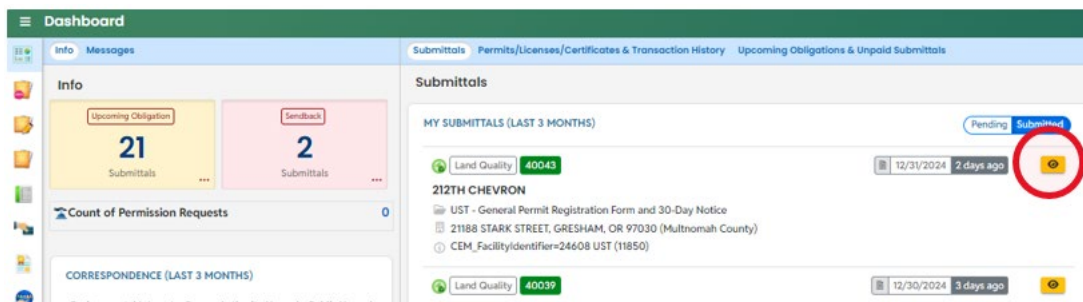 Dashboard
Info Messages
Submittals Permits/Licenses/Certificates & Transaction History Upcoming Obligations & Unpaid Submittals
Info
Submittals
Upcoming Obligation
21
Submittals
...
Sendback
2
Submittals
...
Count of Permission Requests 0
CORRESPONDENCE (LAST 3 MONTHS)
MY SUBMITTALS (LAST 3 MONTHS)
Pending Submitted
Land Quality 40043 12/31/2024 2 days ago
212TH CHEVRON
UST - General Permit Registration Form and 30-Day Notice
21188 STARK STREET, GRESHAM, OR 97030 (Multnomah County)
CEM_FacilityIdentifier=24608 UST (11850)
Land Quality 40039 12/30/2024 3 days ago